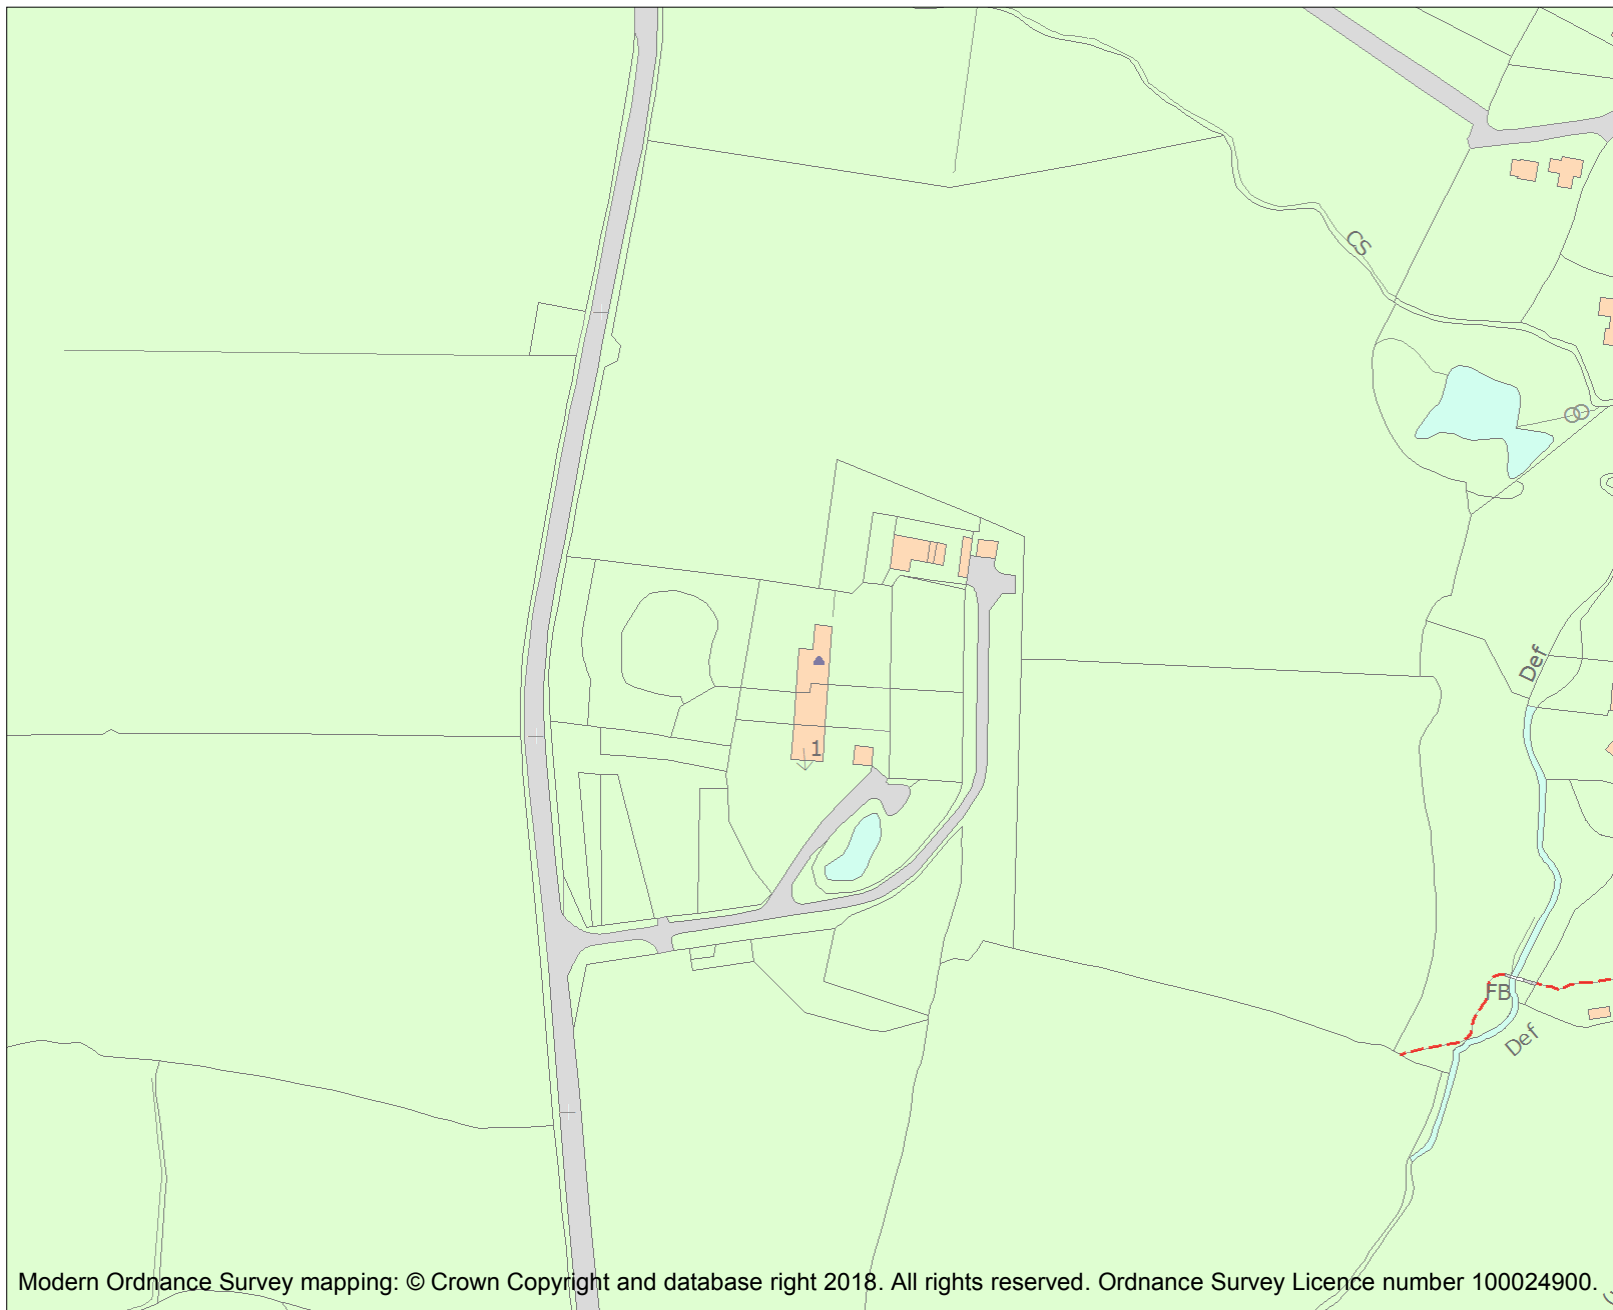 CS
Def
1
FB
Def
Modern Ordnance Survey mapping: © Crown Copyright and database right 2018. All rights reserved. Ordnance Survey Licence number 100024900.